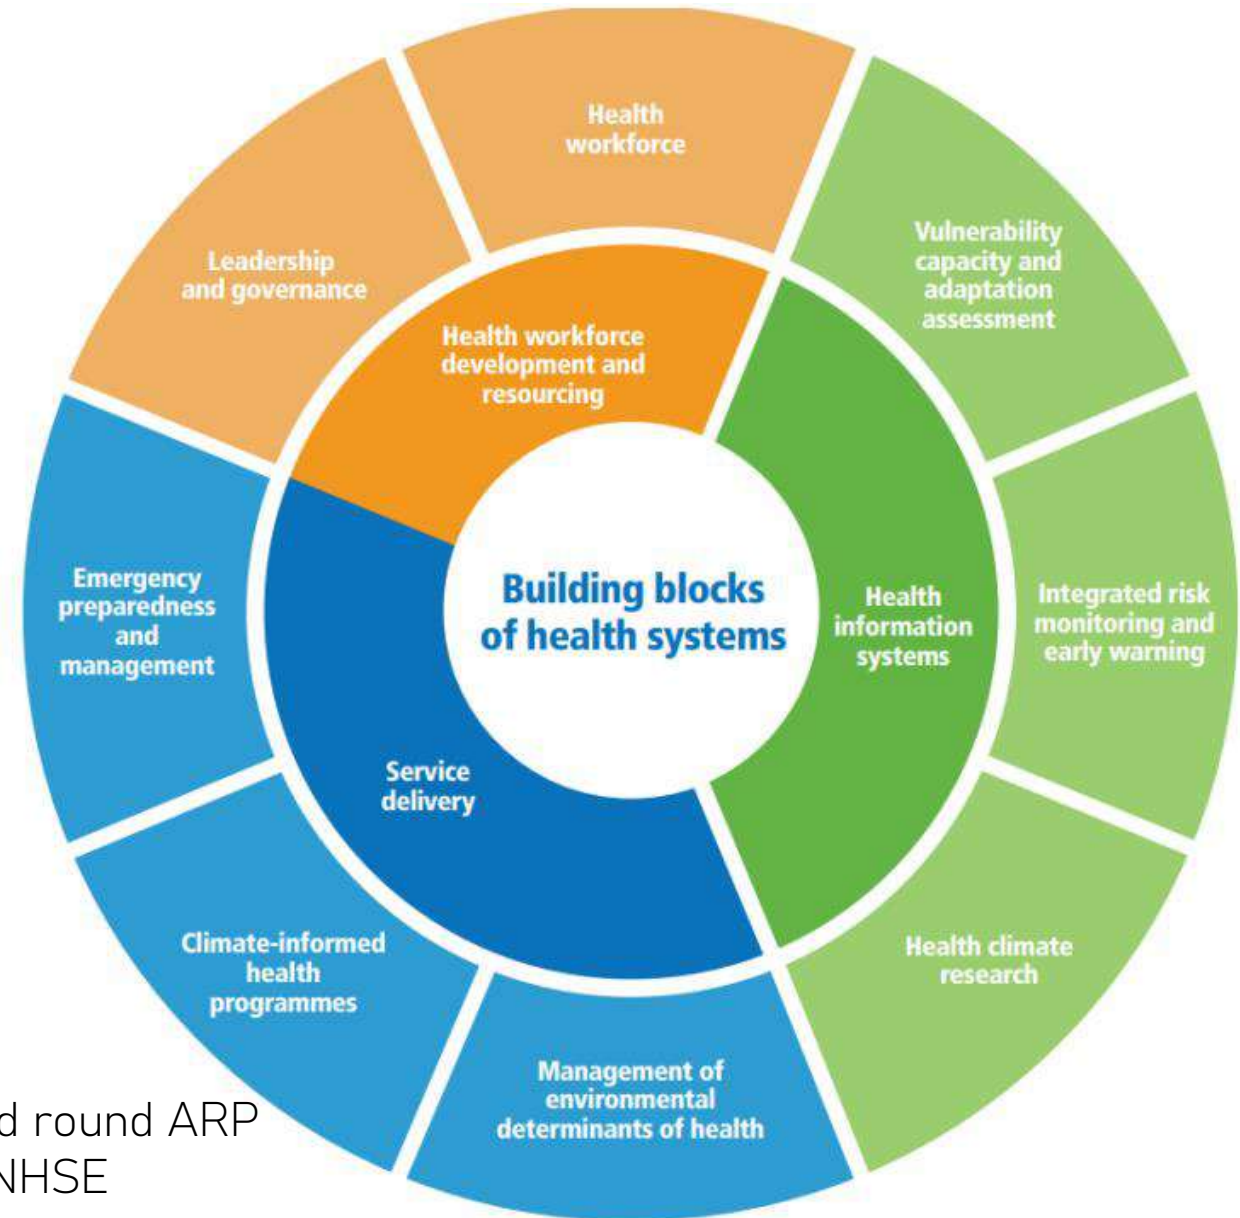 Health
workforce
Vulnerability
capacity and
adaptation
assessment
Leadership
and governance
Health workforce
development and
resourcing
Emergency
preparedness
and
management
Building blocks
of health systems
Health
information
systems
Integrated risk
monitoring and
early warning
Service
delivery
Climate-informed
health
programmes
Health climate
research
Management of
environmental
determinants of health
round ARP
NHSE